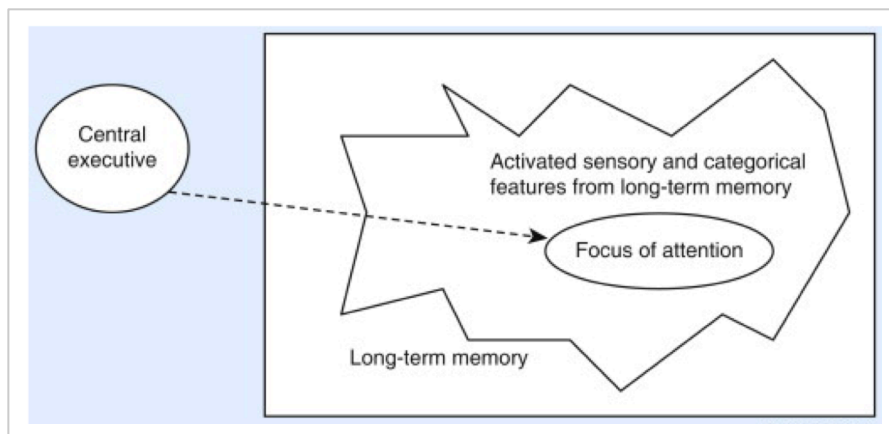 Central
executive
Activated sensory and categorical
features from long-term memory
Focus of attention
Long-term memory